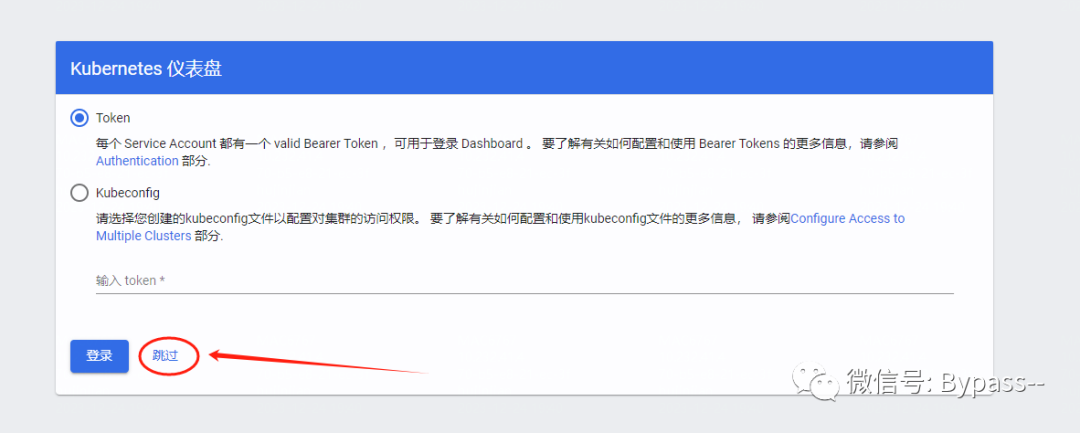 Kubernetes 仪表盘
Token
每个 Service Account 都有一个 valid Bearer Token ，可用于登录 Dashboard 。 要了解有关如何配置和使用 Bearer Tokens 的更多信息，请参阅
Authentication 部分.
Kubeconfig
请选择您创建的kubeconfig文件以配置对集群的访问权限。 要了解有关如何配置和使用kubeconfig文件的更多信息， 请参阅Configure Access to
Multiple Clusters 部分.
输入 token *
登录 跳过
微信号: Bypass--